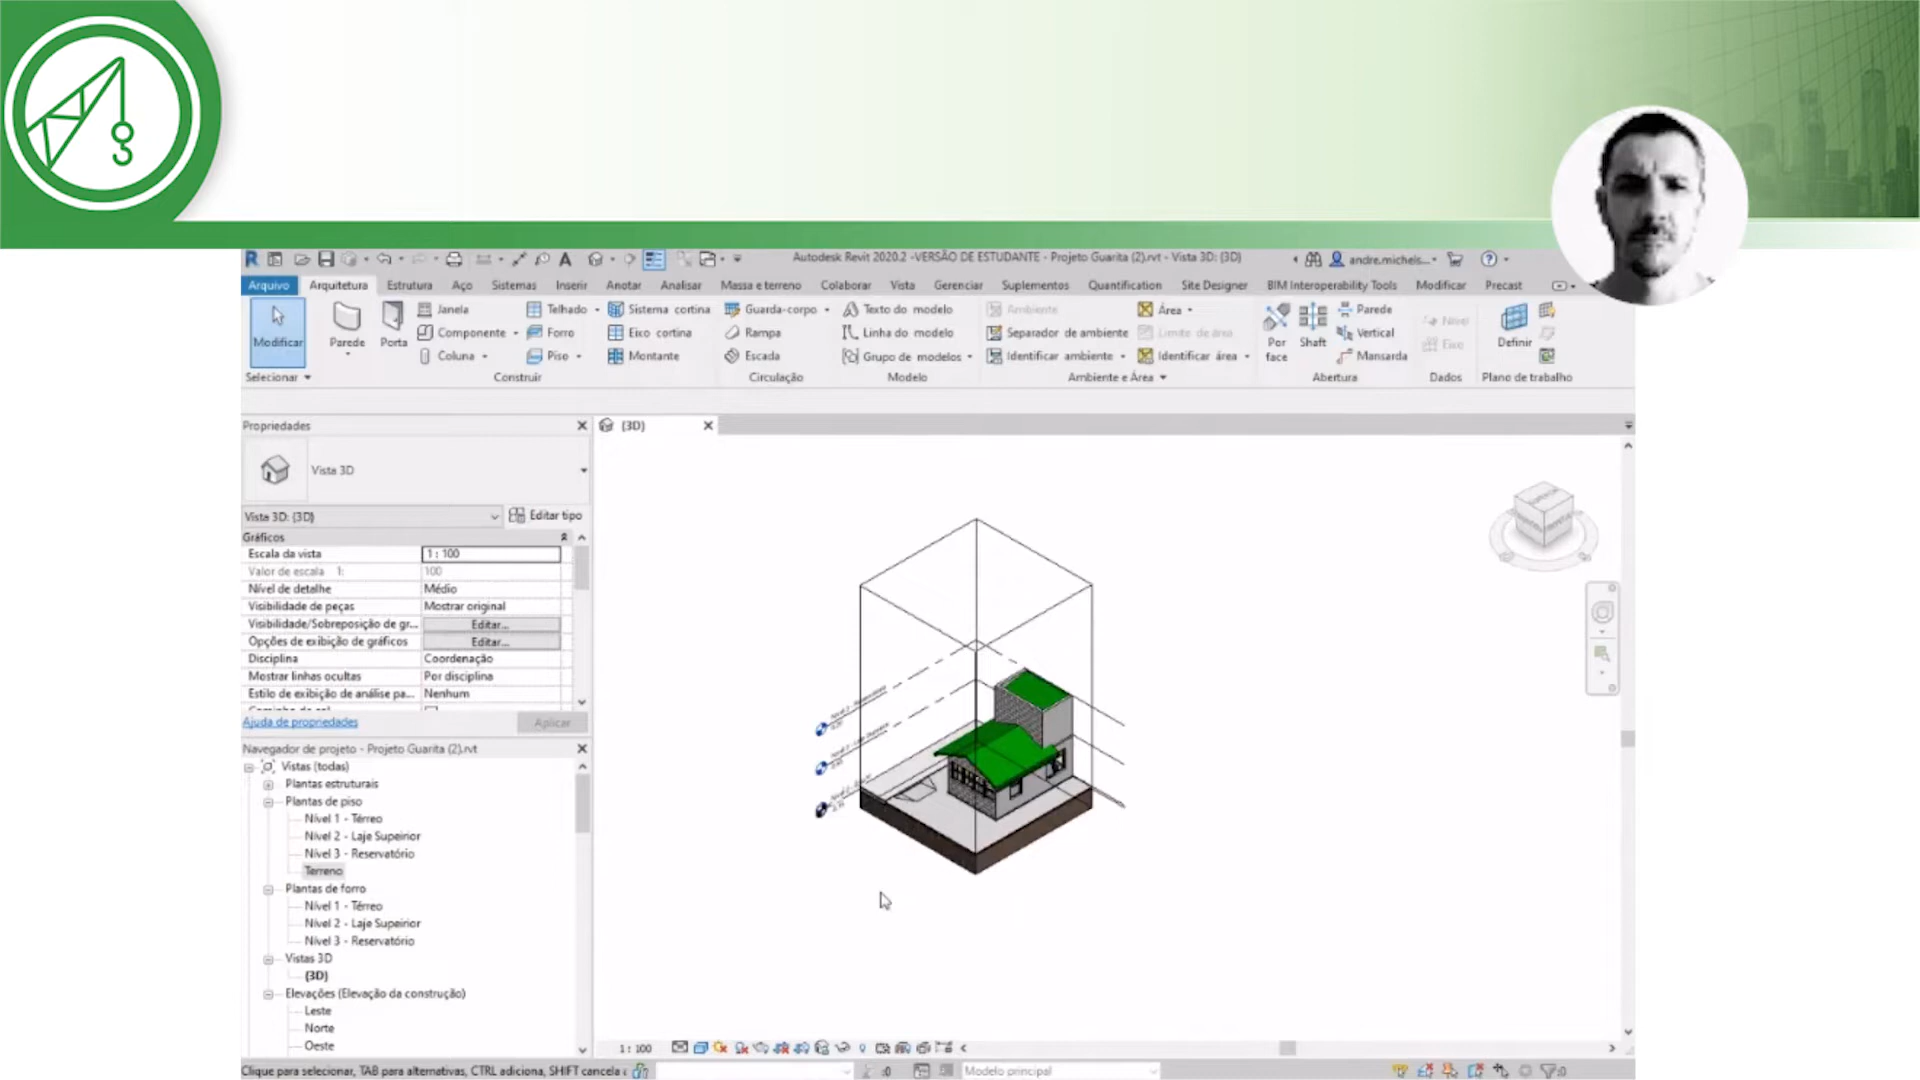 Autodesk Revit 2020.2 -VERSÃO DE ESTUDANTE - Projeto Guarita (2).rvt - Vista 3D: {3D}
andre.michels...
Arquivo Arquitetura Estrutura Aço Sistemas Inserir Anotar Analisar Massa e terreno Colaborar Vista Gerenciar Suplementos Quantification Site Designer BIM Interoperability Tools Modificar Precast
Janela Telhado Sistema cortina Guarda-corpo Texto do modelo Ambiente Área Parede Nível
Componente Forro Eixo cortina Rampa Linha do modelo Separador de ambiente Limite de área Vertical Eixo
Modificar Parede Porta Por face Shaft Definir
Coluna Piso Montante Escada Grupo de modelos Identificar ambiente Identificar área Mansarda
Selecionar Construir Circulação Modelo Ambiente e Área Abertura Dados Plano de trabalho
Propriedades
{3D}
Vista 3D
Vista 3D: {3D} Editar tipo
Gráficos
Escala da vista 1 : 100
Valor de escala 1: 100
Nível de detalhe Médio
Visibilidade de peças Mostrar original
Visibilidade/Sobreposição de gr... Editar...
Opções de exibição de gráficos Editar...
Disciplina Coordenação
Mostrar linhas ocultas Por disciplina
Estilo de exibição de análise pa... Nenhum
Ajuda de propriedades Aplicar
Navegador de projeto - Projeto Guarita (2).rvt
Vistas (todas)
Plantas estruturais
Plantas de piso
Nível 1 - Térreo
Nível 2 - Laje Superior
Nível 3 - Reservatório
Terreno
Plantas de forro
Nível 1 - Térreo
Nível 2 - Laje Superior
Nível 3 - Reservatório
Vistas 3D
{3D}
Elevações (Elevação da construção)
Leste
Norte
Oeste
1 : 100
Clique para selecionar, TAB para alternativas, CTRL adiciona, SHIFT cancela
:0
Modelo principal
:0